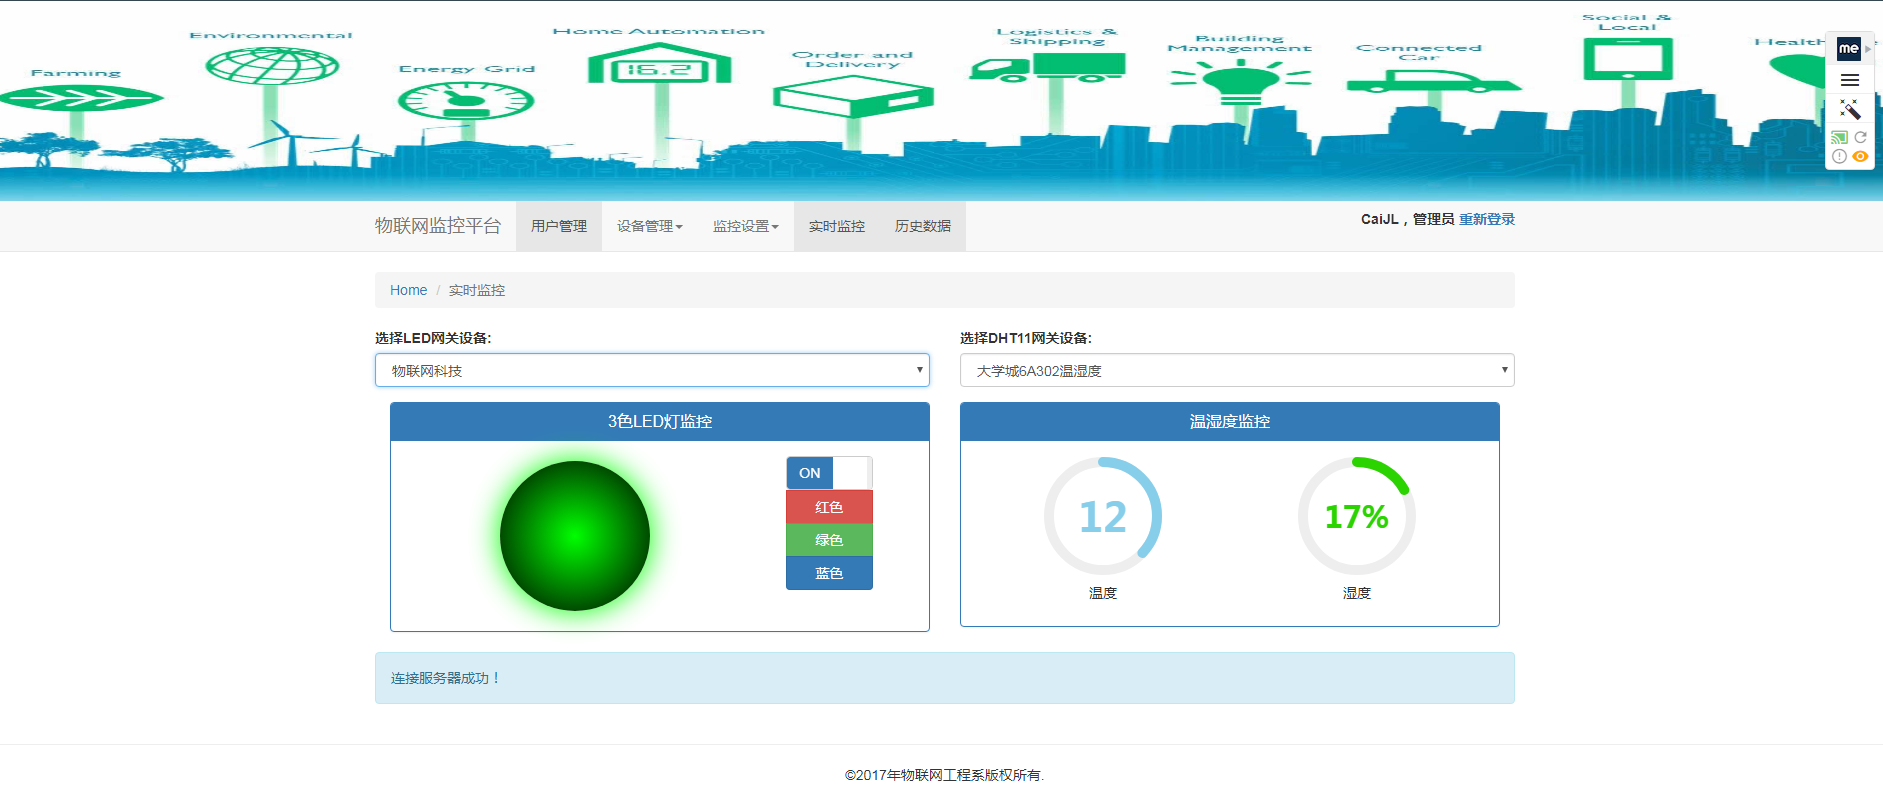 Farming
Environmental
Energy Grid
Home Automation
16.2
Order and
Delivery
Logistics &
Shipping
Building
Management
Connected
Car
Social &
Local
me
物联网监控平台
用户管理
设备管理
监控设置
实时监控
历史数据
CaiJL，管理员 重新登录
Home / 实时监控
选择LED网关设备:
物联网科技
选择DHT11网关设备:
大学城6A302温湿度
3色LED灯监控
ON
红色
绿色
蓝色
温湿度监控
12
温度
17%
湿度
连接服务器成功！
©2017年物联网工程系版权所有.